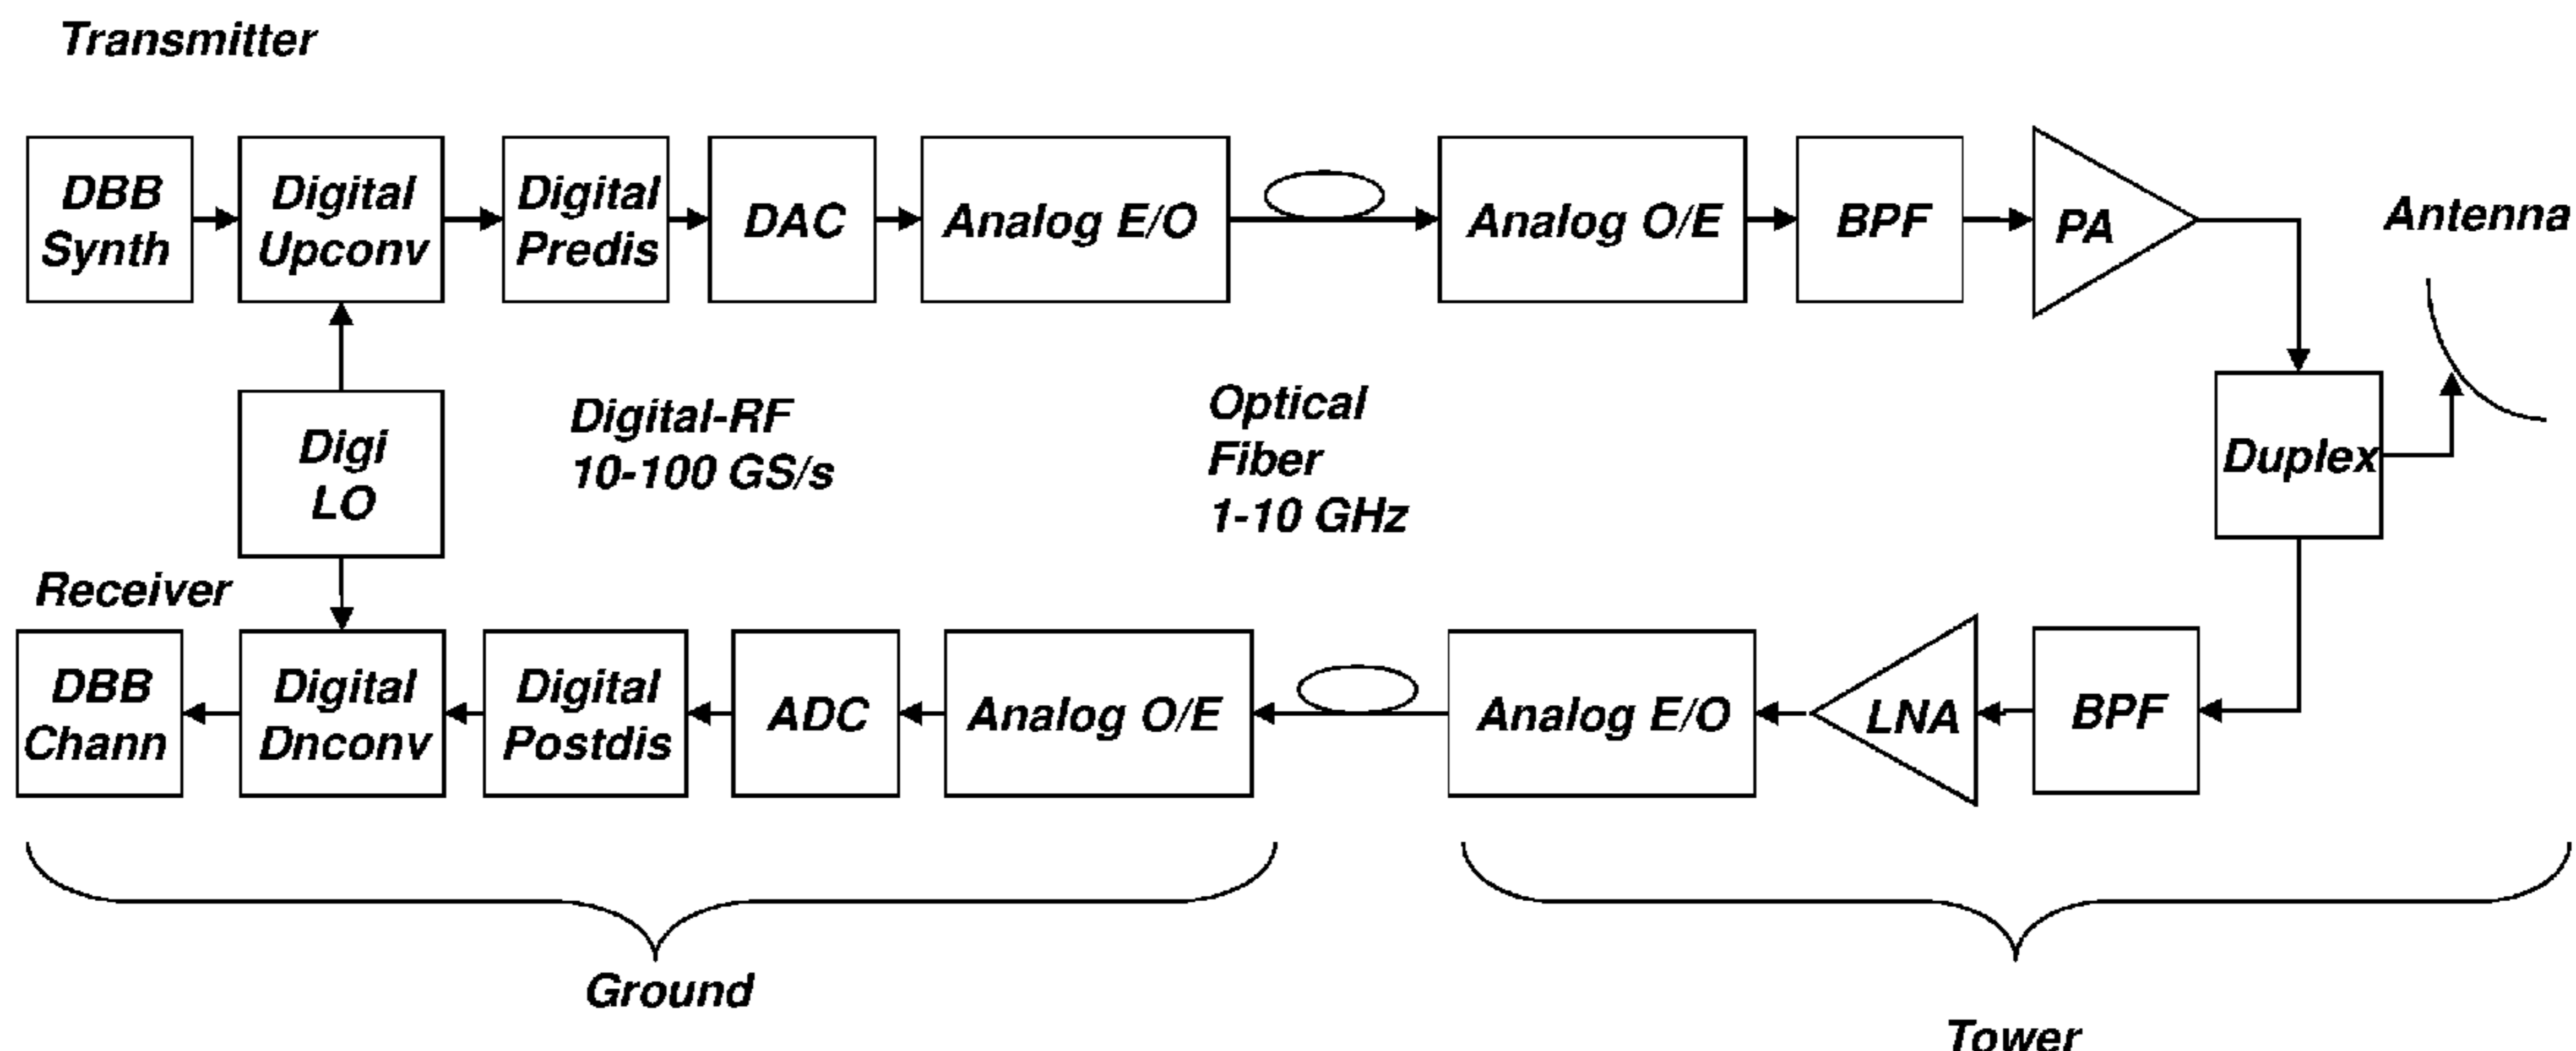 Transmitter
DBB
Synth
Digital
Upconv
Digital
Predis
DAC
Analog E/O
Analog O/E
BPF
PA
Antenna
Digi
LO
Digital-RF
10-100 GS/s
Optical
Fiber
1-10 GHz
Duplex
Receiver
DBB
Chann
Digital
Dnconv
Digital
Postdis
ADC
Analog O/E
Analog E/O
LNA
BPF
Ground
Tower